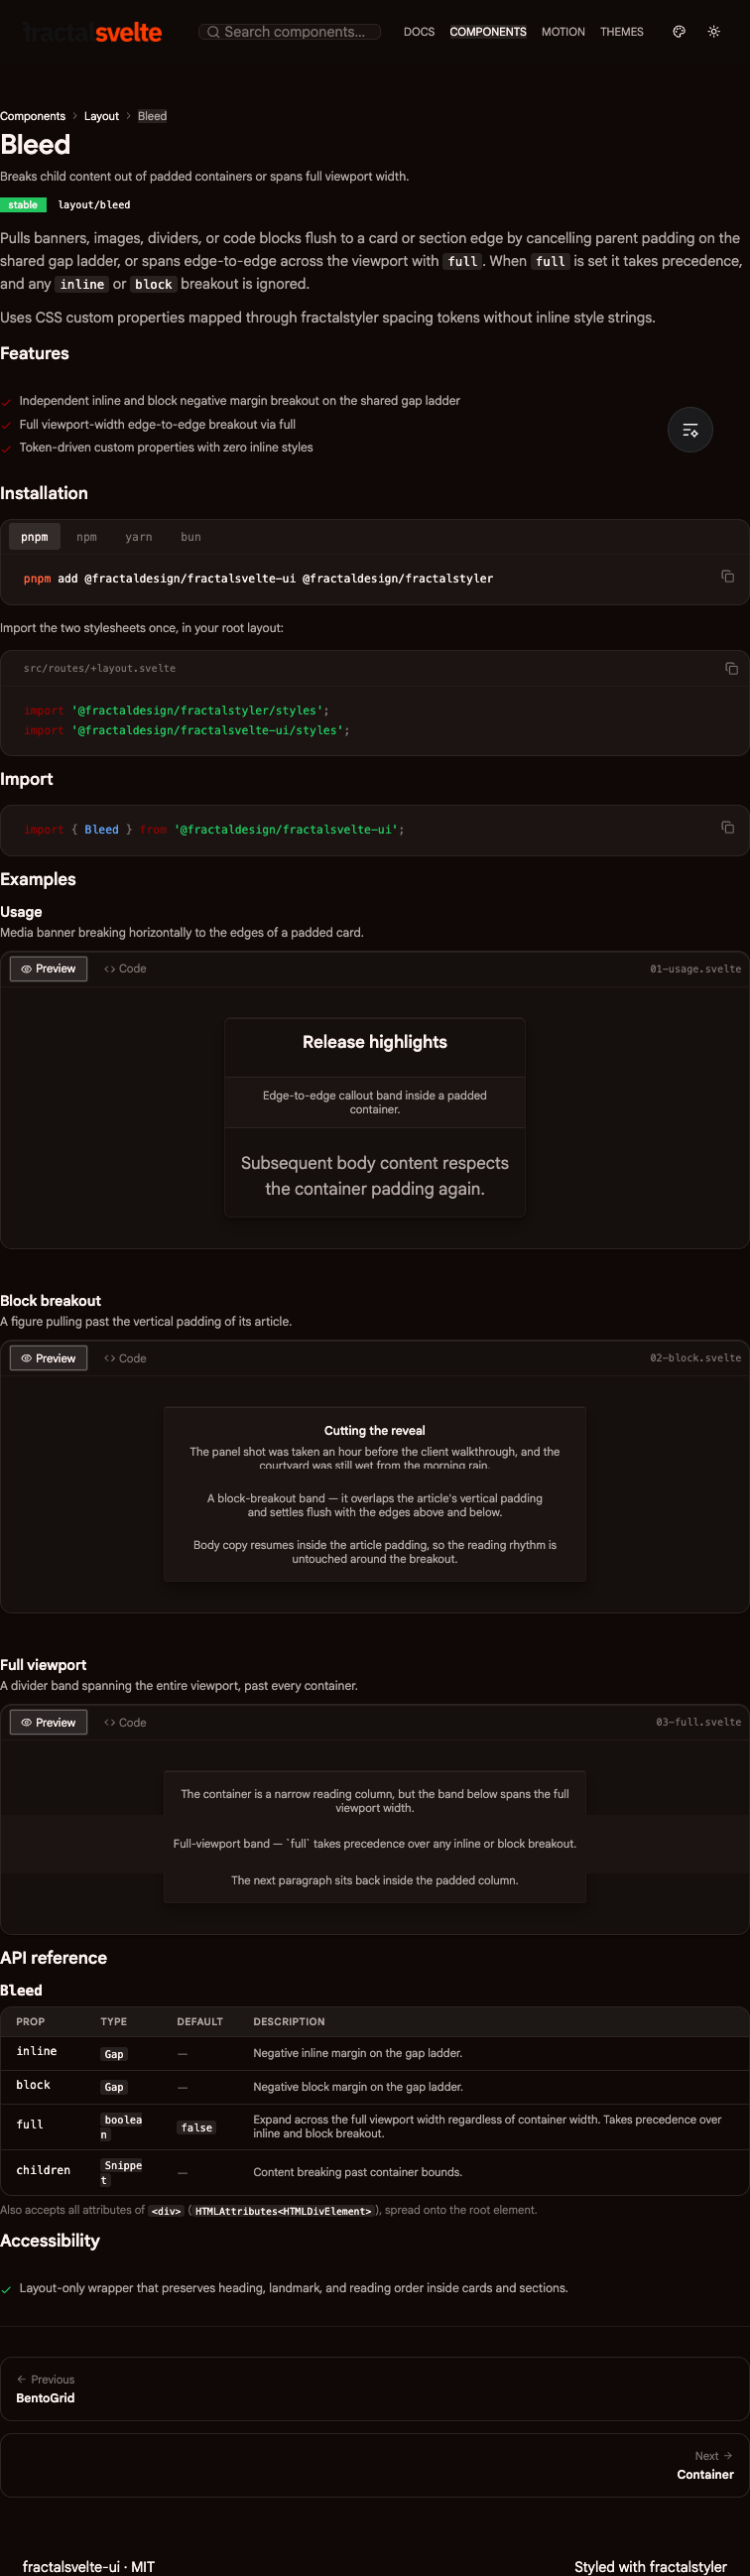 fractalsvelte
Search components...
DOCS
COMPONENTS
MOTION
THEMES
Components > Layout > Bleed
Bleed
Breaks child content out of padded containers or spans full viewport width.
stable layout/bleed
Pulls banners, images, dividers, or code blocks flush to a card or section edge by cancelling parent padding on the
shared gap ladder, or spans edge-to-edge across the viewport with full. When full is set it takes precedence,
and any inline or block breakout is ignored.
Uses CSS custom properties mapped through fractalstyler spacing tokens without inline style strings.
Features
Independent inline and block negative margin breakout on the shared gap ladder
Full viewport-width edge-to-edge breakout via full
Token-driven custom properties with zero inline styles
Installation
pnpm npm yarn bun
pnpm add @fractaldesign/fractalsvelte-ui @fractaldesign/fractalstyler
Import the two stylesheets once, in your root layout:
src/routes/+layout.svelte
import '@fractaldesign/fractalstyler/styles';
import '@fractaldesign/fractalsvelte-ui/styles';
Import
import { Bleed } from '@fractaldesign/fractalsvelte-ui';
Examples
Usage
Media banner breaking horizontally to the edges of a padded card.
Preview <> Code 01-usage.svelte
Release highlights
Edge-to-edge callout band inside a padded
container.
Subsequent body content respects
the container padding again.
Block breakout
A figure pulling past the vertical padding of its article.
Preview <> Code 02-block.svelte
Cutting the reveal
The panel shot was taken an hour before the client walkthrough, and the
courtyard was still wet from the morning rain.
A block-breakout band — it overlaps the article's vertical padding
and settles flush with the edges above and below.
Body copy resumes inside the article padding, so the reading rhythm is
untouched around the breakout.
Full viewport
A divider band spanning the entire viewport, past every container.
Preview <> Code 03-full.svelte
The container is a narrow reading column, but the band below spans the full
viewport width.
Full-viewport band — `full` takes precedence over any inline or block breakout.
The next paragraph sits back inside the padded column.
API reference
Bleed
PROP TYPE DEFAULT DESCRIPTION
inline Gap — Negative inline margin on the gap ladder.
block Gap — Negative block margin on the gap ladder.
full boolea
n false Expand across the full viewport width regardless of container width. Takes precedence over
inline and block breakout.
children Snippe
t — Content breaking past container bounds.
Also accepts all attributes of <div> (HTMLAttributes<HTMLDivElement>), spread onto the root element.
Accessibility
Layout-only wrapper that preserves heading, landmark, and reading order inside cards and sections.
← Previous
BentoGrid
Next →
Container
fractalsvelte-ui · MIT
Styled with fractalstyler